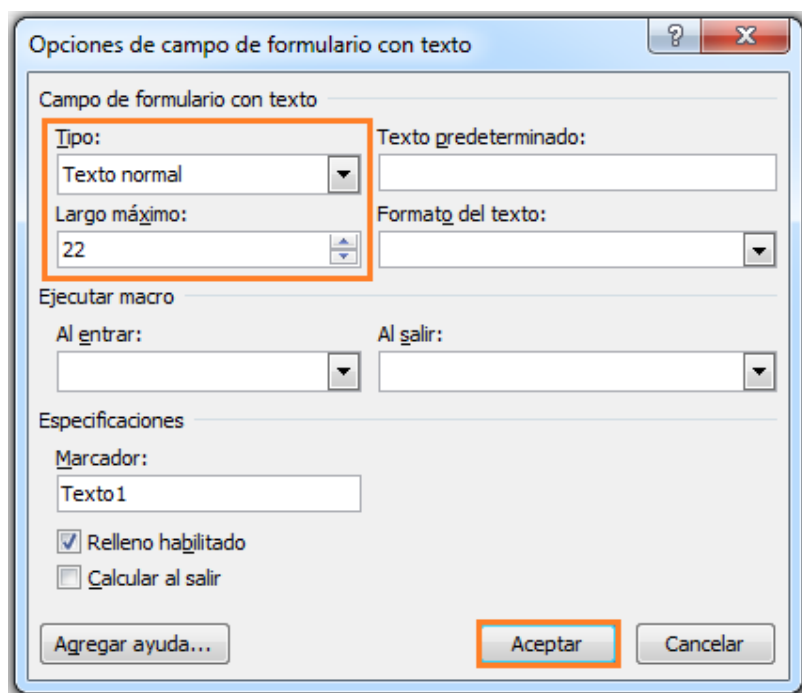 Opciones de campo de formulario con texto
Campo de formulario con texto
Tipo: Texto predeterminado:
Texto normal
Largo máximo: Formato del texto:
22
Ejecutar macro
Al entrar: Al salir:
Especificaciones
Marcador:
Texto1
Relleno habilitado
Calcular al salir
Agregar ayuda... Aceptar Cancelar